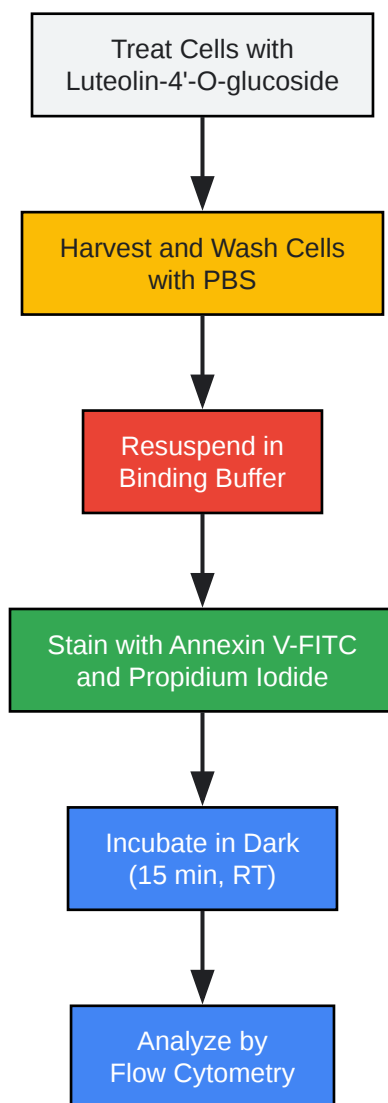 Treat Cells with
Luteolin-4'-O-glucoside
Harvest and Wash Cells
with PBS
Resuspend in
Binding Buffer
Stain with Annexin V-FITC
and Propidium Iodide
Incubate in Dark
(15 min, RT)
Analyze by
Flow Cytometry